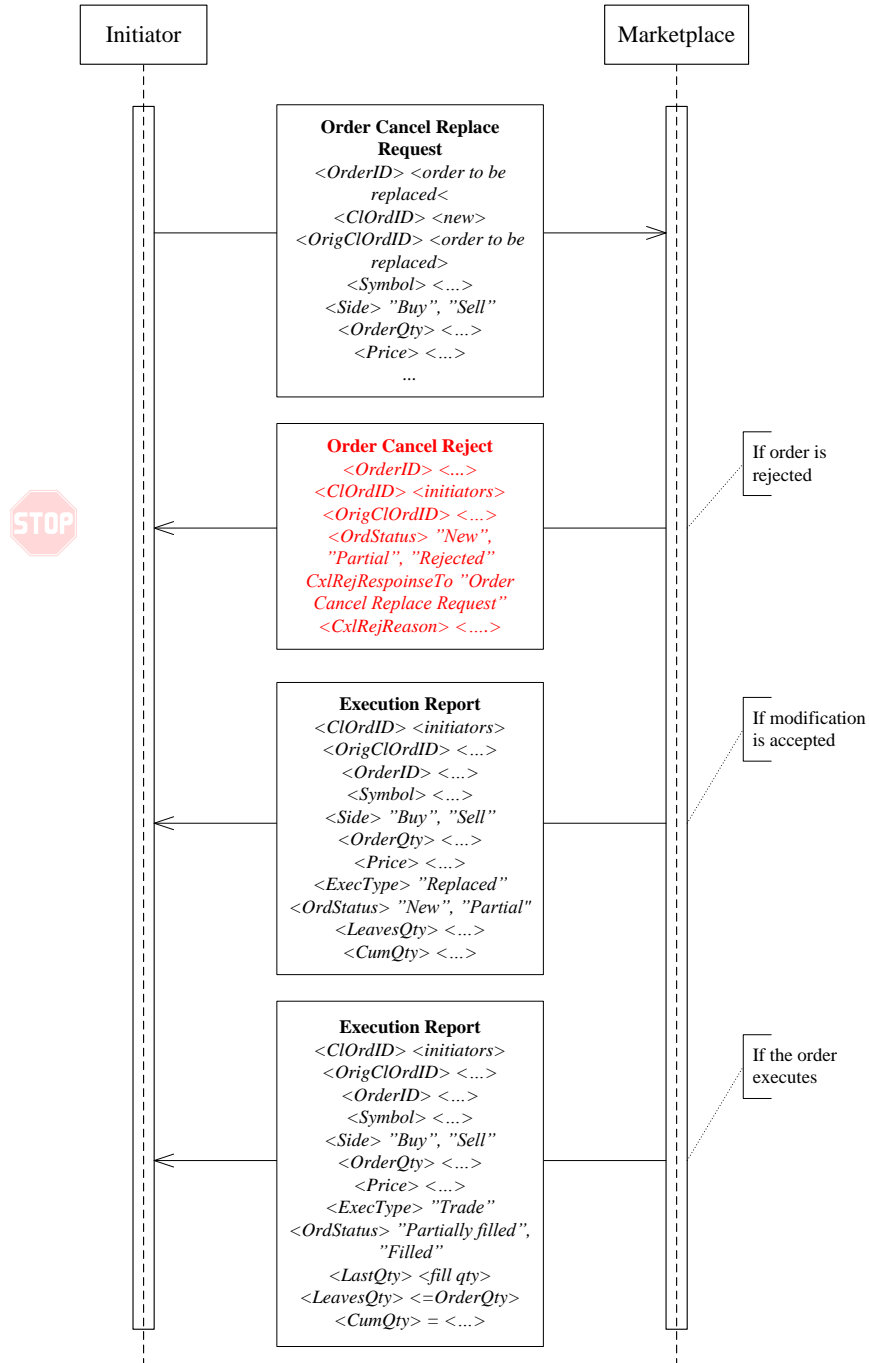 Initiator
Marketplace
Order Cancel Replace
Request
<OrderID> <order to be
replaced<
<ClOrdID> <new>
<OrigClOrdID> <order to be
replaced>
<Symbol> <...>
<Side> ”Buy”, ”Sell”
<OrderQty> <...>
<Price> <...>
...
Order Cancel Reject
<OrderID> <...>
<ClOrdID> <initiators>
<OrigClOrdID> <...>
<OrdStatus> ”New”,
”Partial”, ”Rejected”
CxlRejRespoinseTo ”Order
Cancel Replace Request”
<CxlRejReason> <....>
If order is
rejected
STOP
Execution Report
<ClOrdID> <initiators>
<OrigClOrdID> <...>
<OrderID> <...>
<Symbol> <...>
<Side> ”Buy”, ”Sell”
<OrderQty> <...>
<Price> <...>
<ExecType> ”Replaced”
<OrdStatus> ”New”, ”Partial"
<LeavesQty> <...>
<CumQty> <...>
If modification
is accepted
Execution Report
<ClOrdID> <initiators>
<OrigClOrdID> <...>
<OrderID> <...>
<Symbol> <...>
<Side> ”Buy”, ”Sell”
<OrderQty> <...>
<Price> <...>
<ExecType> ”Trade”
<OrdStatus> ”Partially filled”,
”Filled”
<LastQty> <fill qty>
<LeavesQty> <=OrderQty>
<CumQty> = <...>
If the order
executes